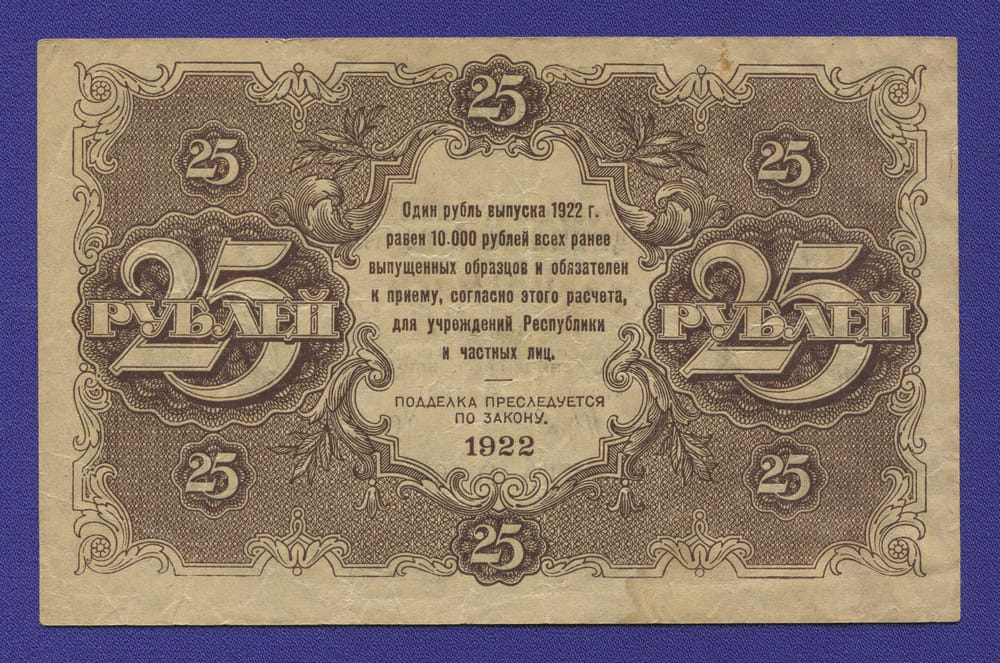 25
25
25
25 РУБЛЕЙ
Один рубль выпуска 1922 г.
равен 10.000 рублей всех ранее
выпущенных образцов и обязателен
к приему, согласно этого расчета,
для учреждений Республики
и частных лиц.
25 РУБЛЕЙ
ПОДДЕЛКА ПРЕСЛЕДУЕТСЯ
ПО ЗАКОНУ.
1922
25
25
25